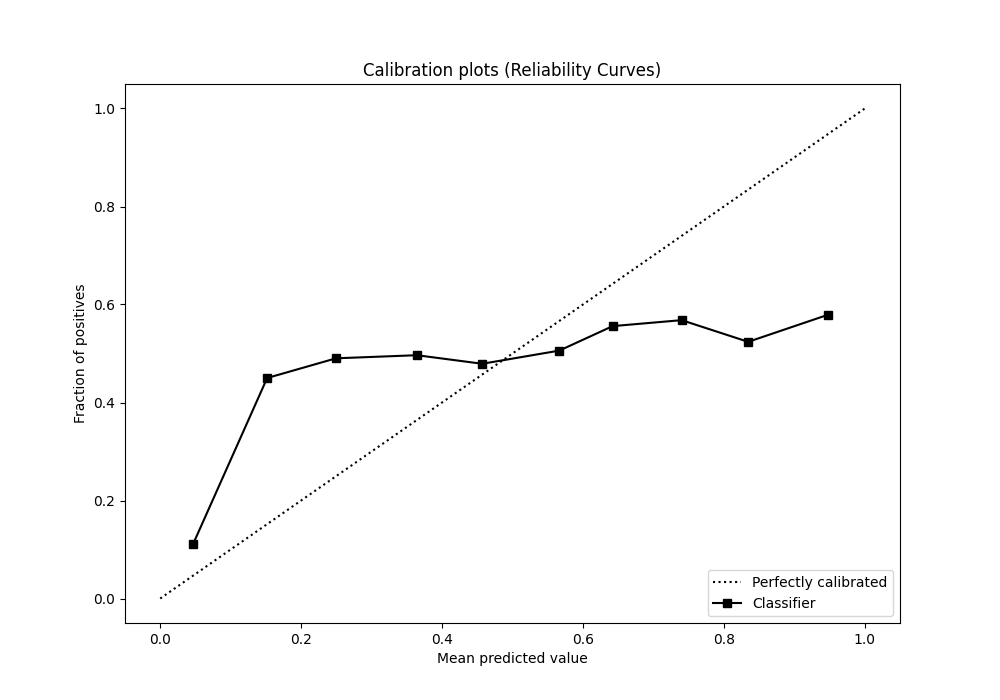 Calibration plots (Reliability Curves)
1.0
0.8
0.6
0.4
0.2
0.0
Fraction of positives
0.0 0.2 0.4 0.6 0.8 1.0
Mean predicted value
Perfectly calibrated
Classifier